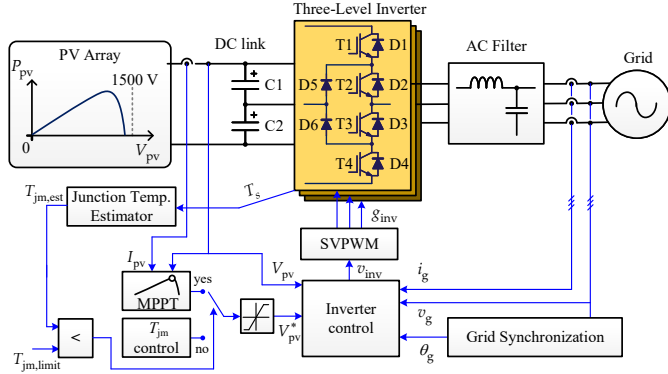 Three-Level Inverter
PV Array
P_pv
1500 V
0
V_pv
DC link
C1
C2
T1
D1
D5
T2
D2
D6
T3
D3
T4
D4
AC Filter
Grid
T_jm,est
Junction Temp.
Estimator
T_s
g_inv
SVPWM
I_pv
V_pv
v_inv
i_g
MPPT
yes
Inverter
control
v_g
T_jm
control
no
V_pv*
Grid Synchronization
θ_g
<
T_jm,limit